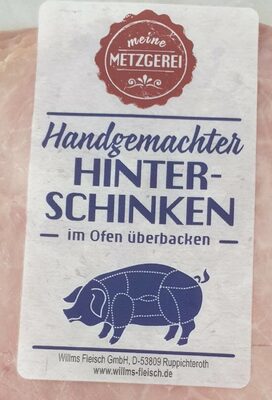 meine
METZGEREI
Handgemachter
HINTER-
SCHINKEN
im Ofen überbacken
Willms Fleisch GmbH, D-53809 Ruppichteroth
www.willms-fleisch.de